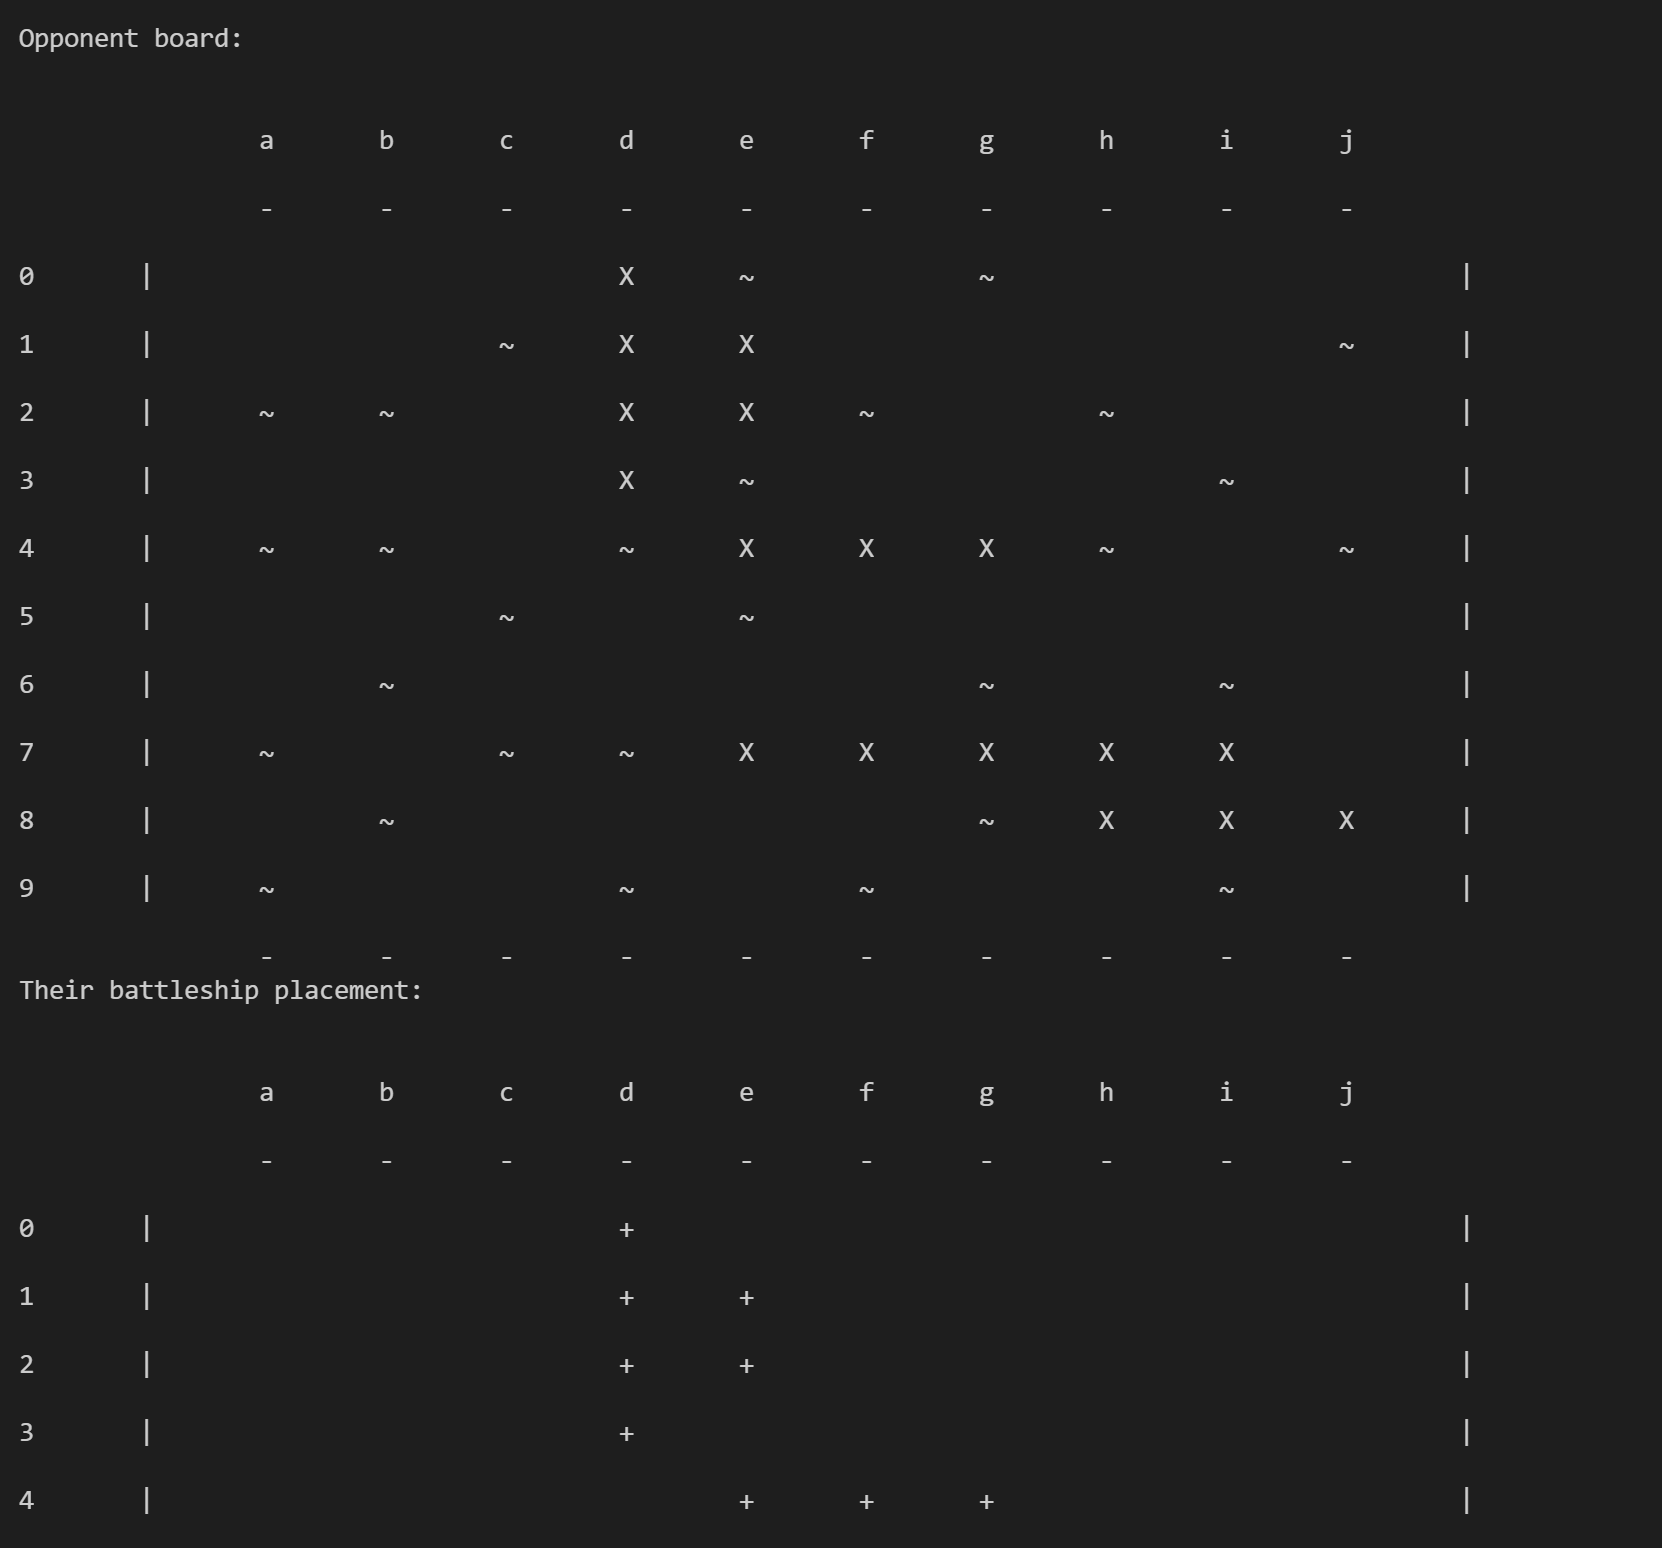 Opponent board:
a b c d e f g h i j
- - - - - - - - - -
0 | X ~ ~ |
1 | ~ X X ~ |
2 | ~ ~ X X ~ ~ |
3 | X ~ ~ |
4 | ~ ~ ~ X X X ~ ~ |
5 | ~ ~ |
6 | ~ ~ ~ |
7 | ~ ~ ~ X X X X X |
8 | ~ ~ X X X |
9 | ~ ~ ~ ~ |
- - - - - - - - - -
Their battleship placement:
a b c d e f g h i j
- - - - - - - - - -
0 | + |
1 | + + |
2 | + + |
3 | + |
4 | + + + |